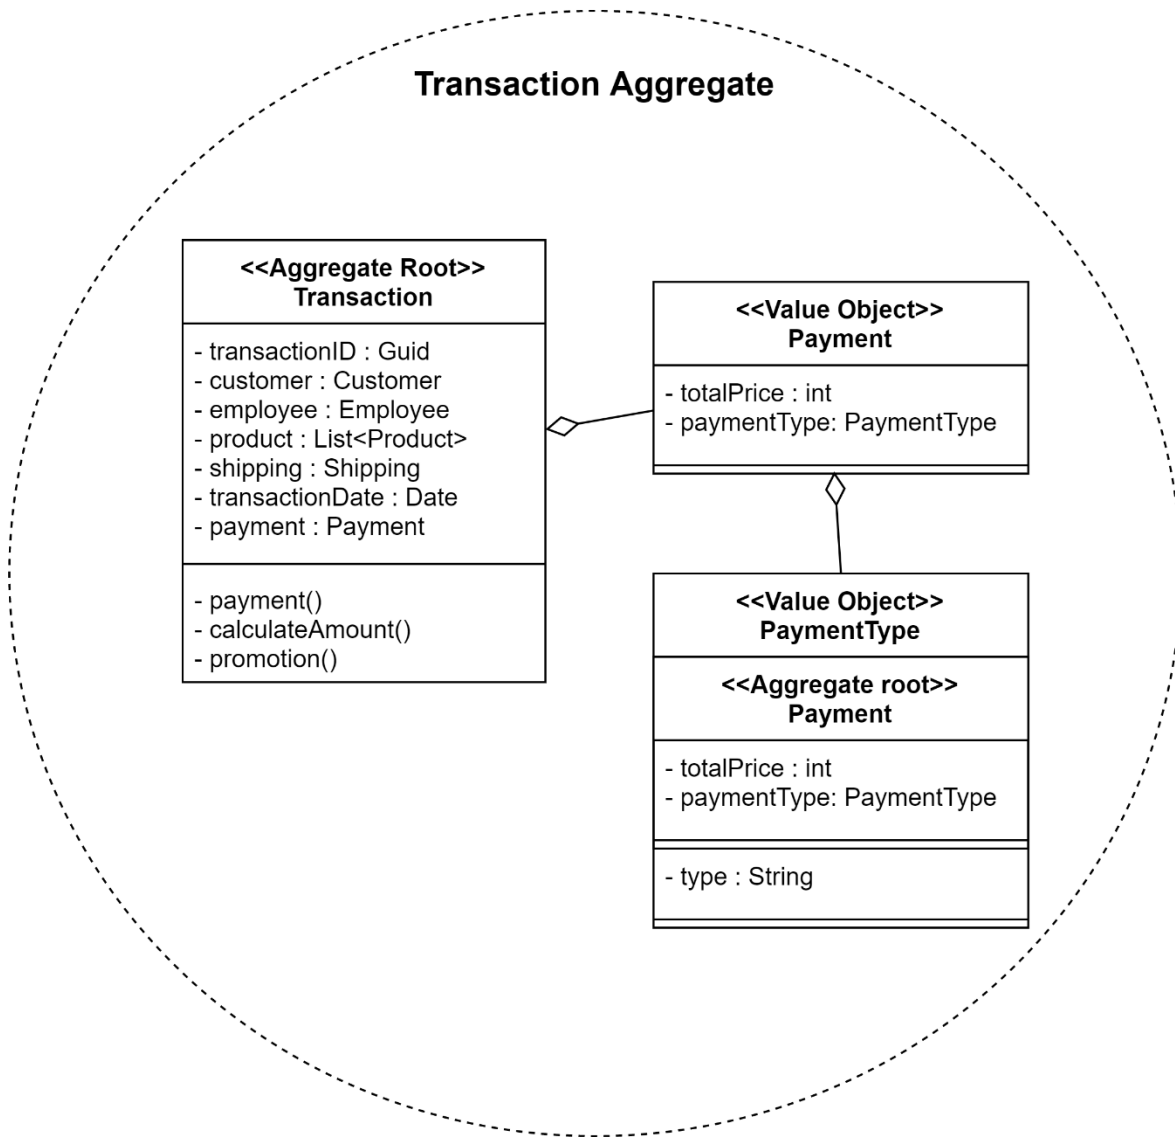 Transaction Aggregate
<<Aggregate Root>>
Transaction
- transactionID : Guid
- customer : Customer
- employee : Employee
- product : List<Product>
- shipping : Shipping
- transactionDate : Date
- payment : Payment
- payment()
- calculateAmount()
- promotion()
<<Value Object>>
Payment
- totalPrice : int
- paymentType: PaymentType
<<Value Object>>
PaymentType
<<Aggregate root>>
Payment
- totalPrice : int
- paymentType: PaymentType
- type : String